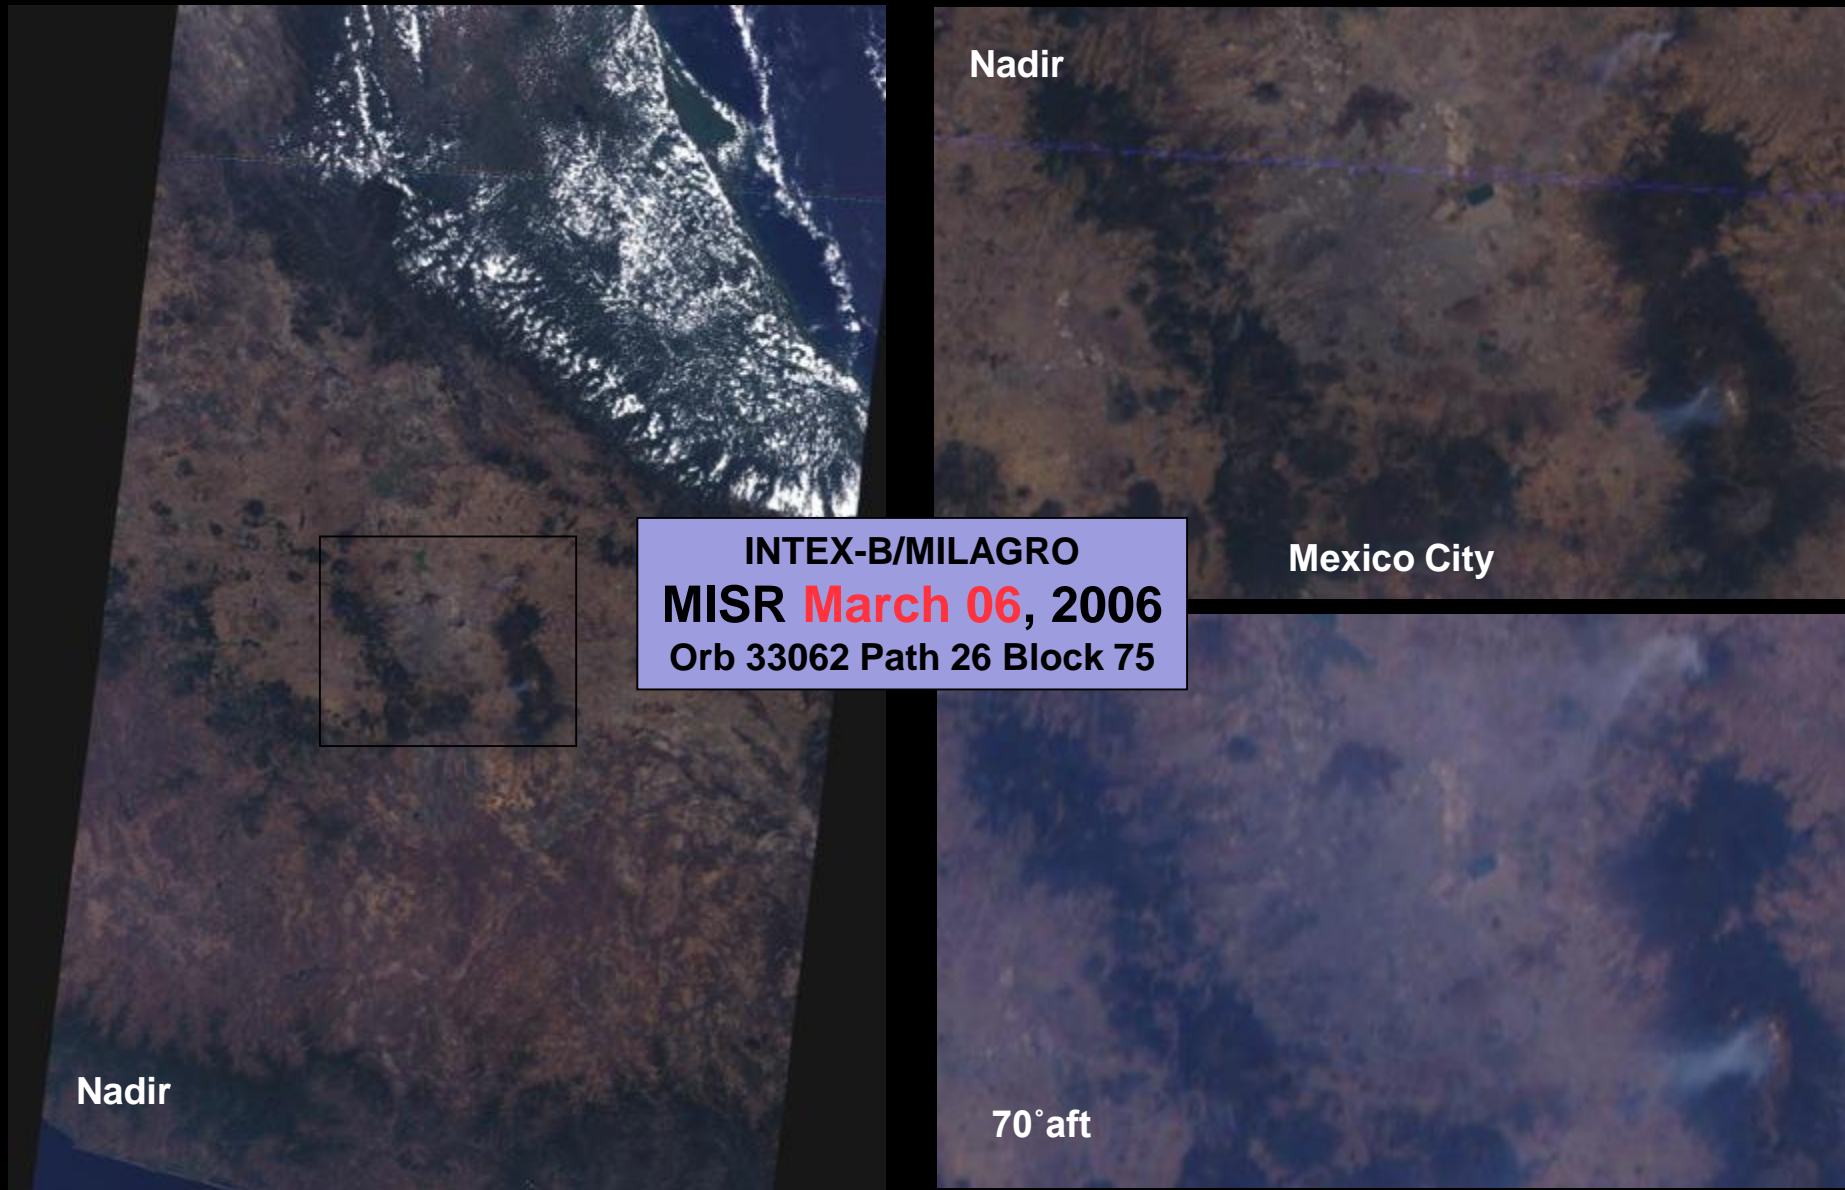 Nadir
INTEX-B/MILAGRO
MISR March 06, 2006
Orb 33062 Path 26 Block 75
Mexico City
Nadir
70˚aft